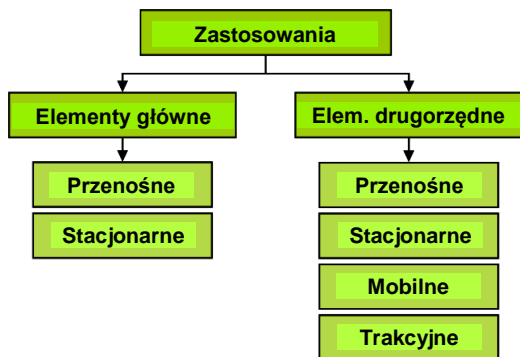 Zastosowania
Elementy główne
Elem. drugorzędne
Przenośne
Stacjonarne
Przenośne
Stacjonarne
Mobilne
Trakcyjne